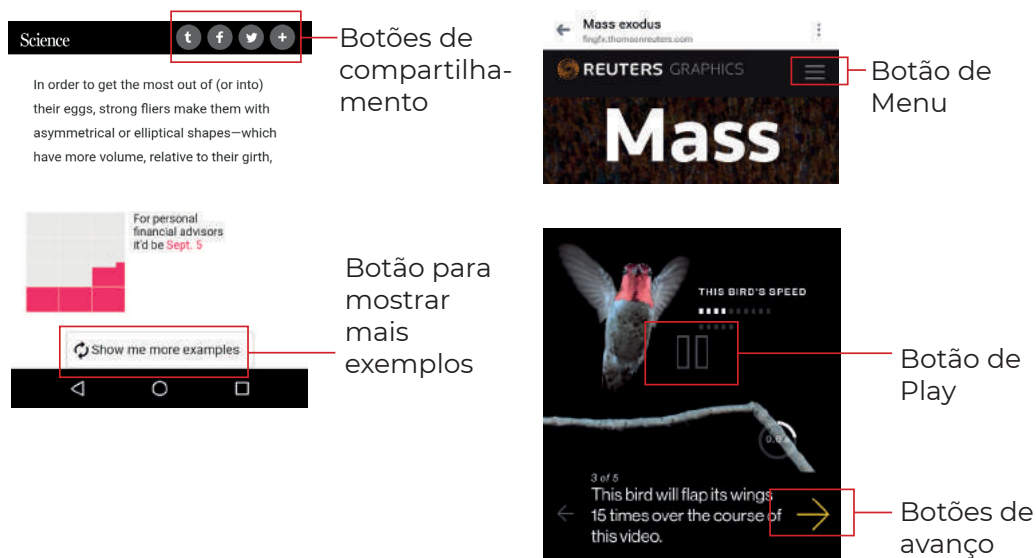 Science
Botões de
compartilha-
mento
In order to get the most out of (or into)
their eggs, strong fliers make them with
asymmetrical or elliptical shapes—which
have more volume, relative to their girth,
Mass exodus
fingfx.thomsonreuters.com
REUTERS GRAPHICS
Mass
Botão de
Menu
For personal
financial advisors
it'd be Sept. 5
Show me more examples
Botão para
mostrar
mais
exemplos
THIS BIRD'S SPEED
Botão de
Play
3 of 5
This bird will flap its wings
15 times over the course of
this video.
Botões de
avanço